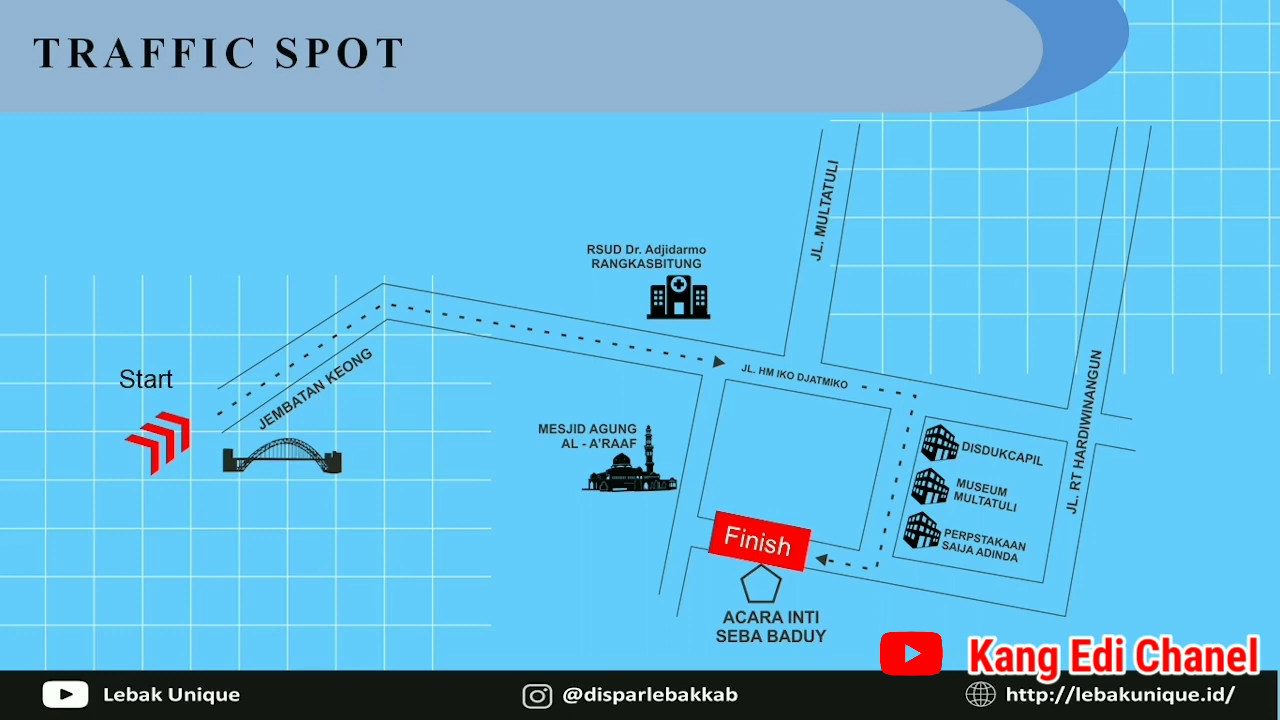 TRAFFIC SPOT
JL. MULTATULI
RSUD Dr. Adjidarmo
RANGKASBITUNG
Start
JEMBATAN KEONG
JL. HM IKO DJATMIKO
JL. RT HARDIWINANGUN
MESJID AGUNG
AL - A'RAAF
DISDUKCAPIL
MUSEUM
MULTATULI
PERPSTAKAAN
SAIJA ADINDA
Finish
ACARA INTI
SEBA BADUY
Kang Edi Chanel
Lebak Unique
@disparlebakkab
http://lebakunique.id/